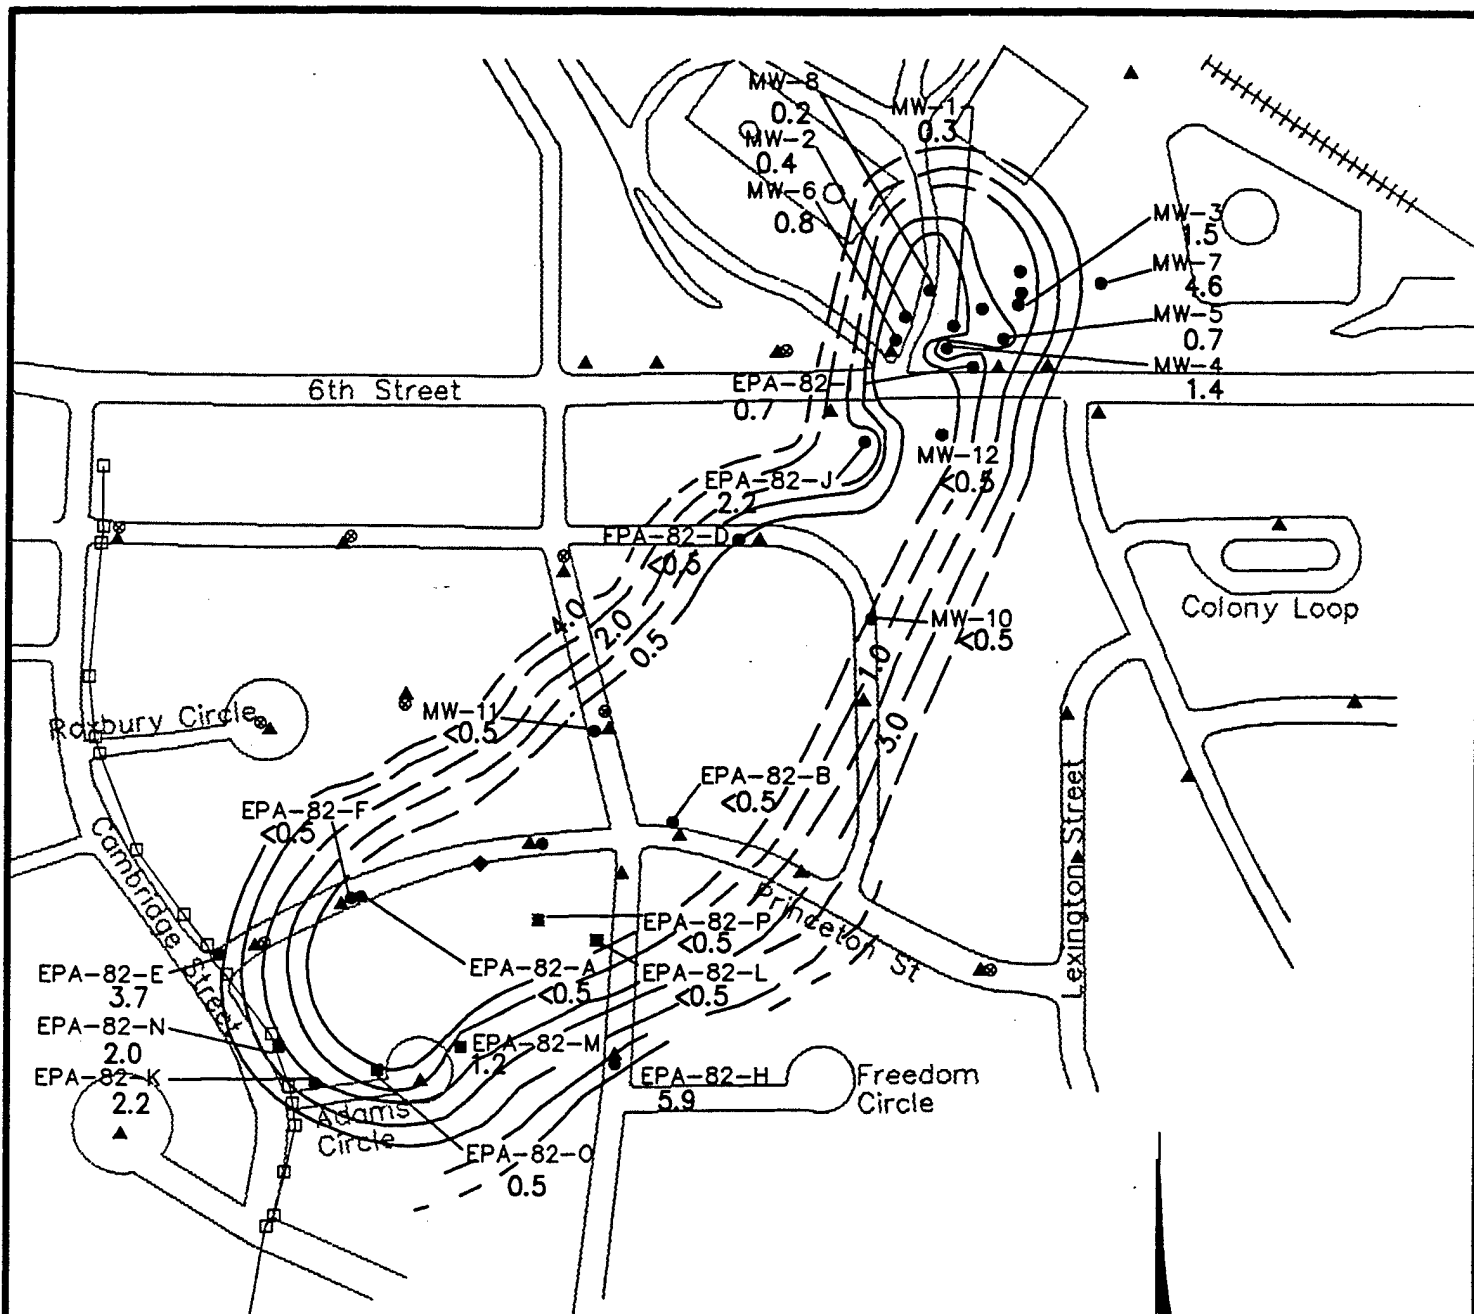 MW-8
0.2
MW-1
0.3
MW-2
0.4
MW-6
0.8
MW-3
1.5
MW-7
4.6
MW-5
0.7
MW-4
1.4
6th Street
EPA-82-I
0.7
MW-12
<0.5
EPA-82-J
2.2
EPA-82-D
<0.5
Colony Loop
4.0
2.0
0.5
MW-10
<0.5
1.0
3.0
Roxbury Circle
MW-11
<0.5
EPA-82-B
<0.5
EPA-82-F
<0.5
Cambridge Street
Lexington Street
Princeton St
EPA-82-P
<0.5
EPA-82-E
3.7
EPA-82-A
<0.5
EPA-82-L
<0.5
EPA-82-N
2.0
EPA-82-M
1.2
EPA-82-K
2.2
EPA-82-H
5.9
Freedom
Circle
Adams
Circle
EPA-82-O
0.5